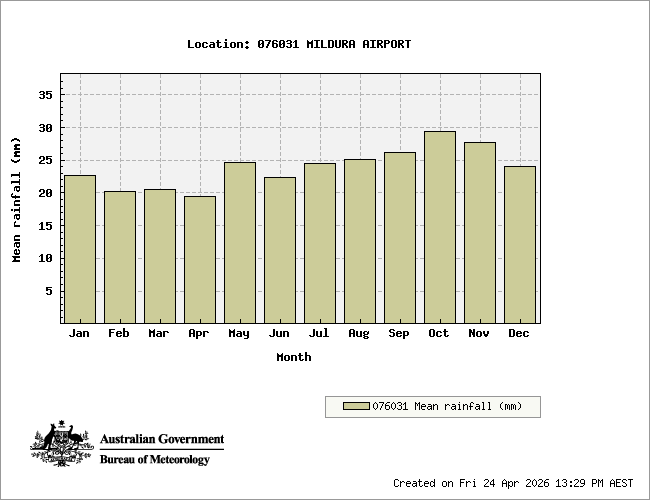 Location: 076031 MILDURA AIRPORT
Mean rainfall (mm)
35
30
25
20
15
10
5
Jan Feb Mar Apr May Jun Jul Aug Sep Oct Nov Dec
Month
076031 Mean rainfall (mm)
Australian Government
Bureau of Meteorology
Created on Fri 24 Apr 2026 13:29 PM AEST